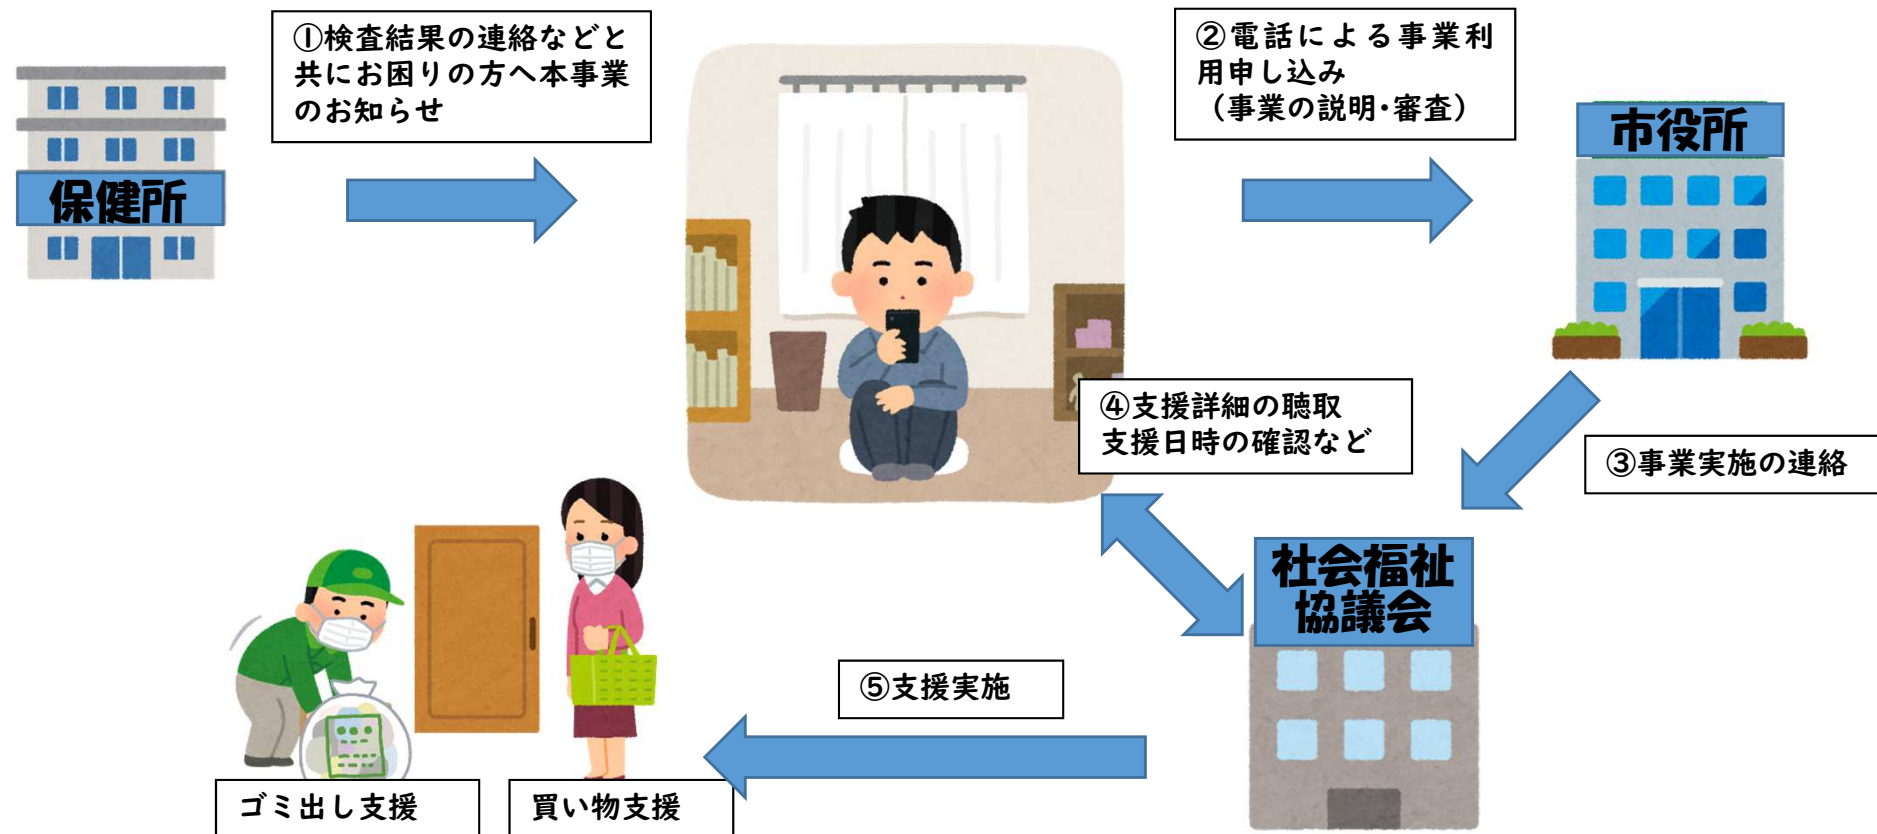 ①検査結果の連絡などと
共にお困りの方へ本事業
のお知らせ
保健所
②電話による事業利
用申し込み
（事業の説明・審査）
市役所
③事業実施の連絡
④支援詳細の聴取
支援日時の確認など
社会福祉
協議会
⑤支援実施
ゴミ出し支援
買い物支援